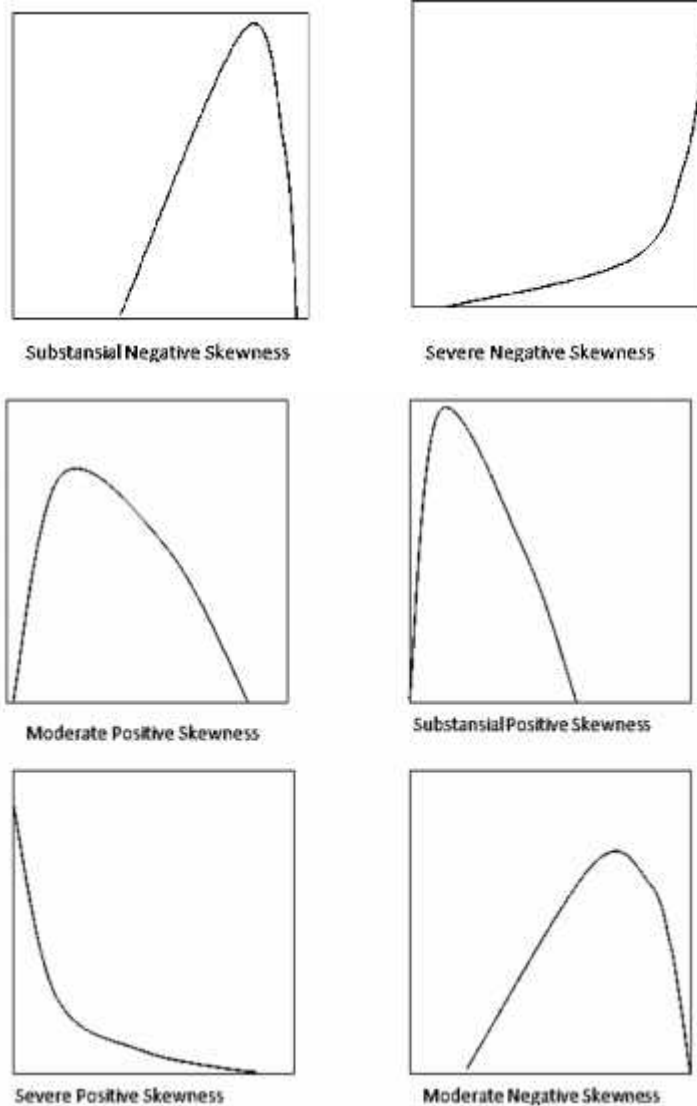 Substansial Negative Skewness
Severe Negative Skewness
Moderate Positive Skewness
Substansial Positive Skewness
Severe Positive Skewness
Moderate Negative Skewness